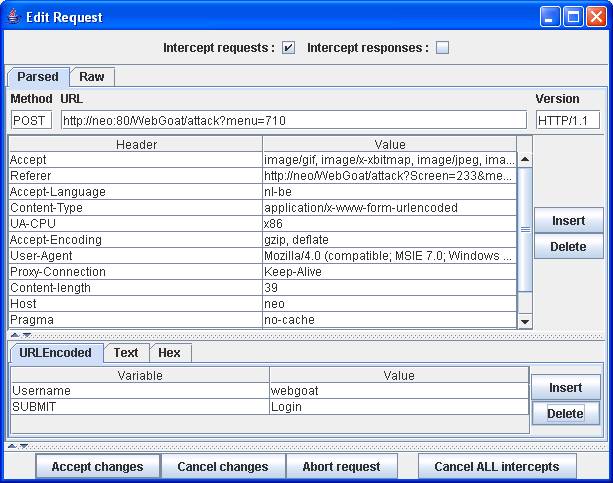 Edit Request
Intercept requests : Intercept responses :
Parsed Raw
Method URL Version
POST http://neo:80/WebGoat/attack?menu=710 HTTP/1.1
Header Value
Accept image/gif, image/x-xbitmap, image/jpeg, ima...
Referer http://neo/WebGoat/attack?Screen=233&me...
Accept-Language nl-be
Content-Type application/x-www-form-urlencoded
UA-CPU x86
Insert
Accept-Encoding gzip, deflate
Delete
User-Agent Mozilla/4.0 (compatible; MSIE 7.0; Windows ...
Proxy-Connection Keep-Alive
Content-length 39
Host neo
Pragma no-cache
URLEncoded Text Hex
Variable Value
Username webgoat
Insert
SUBMIT Login
Delete
Accept changes Cancel changes Abort request Cancel ALL intercepts